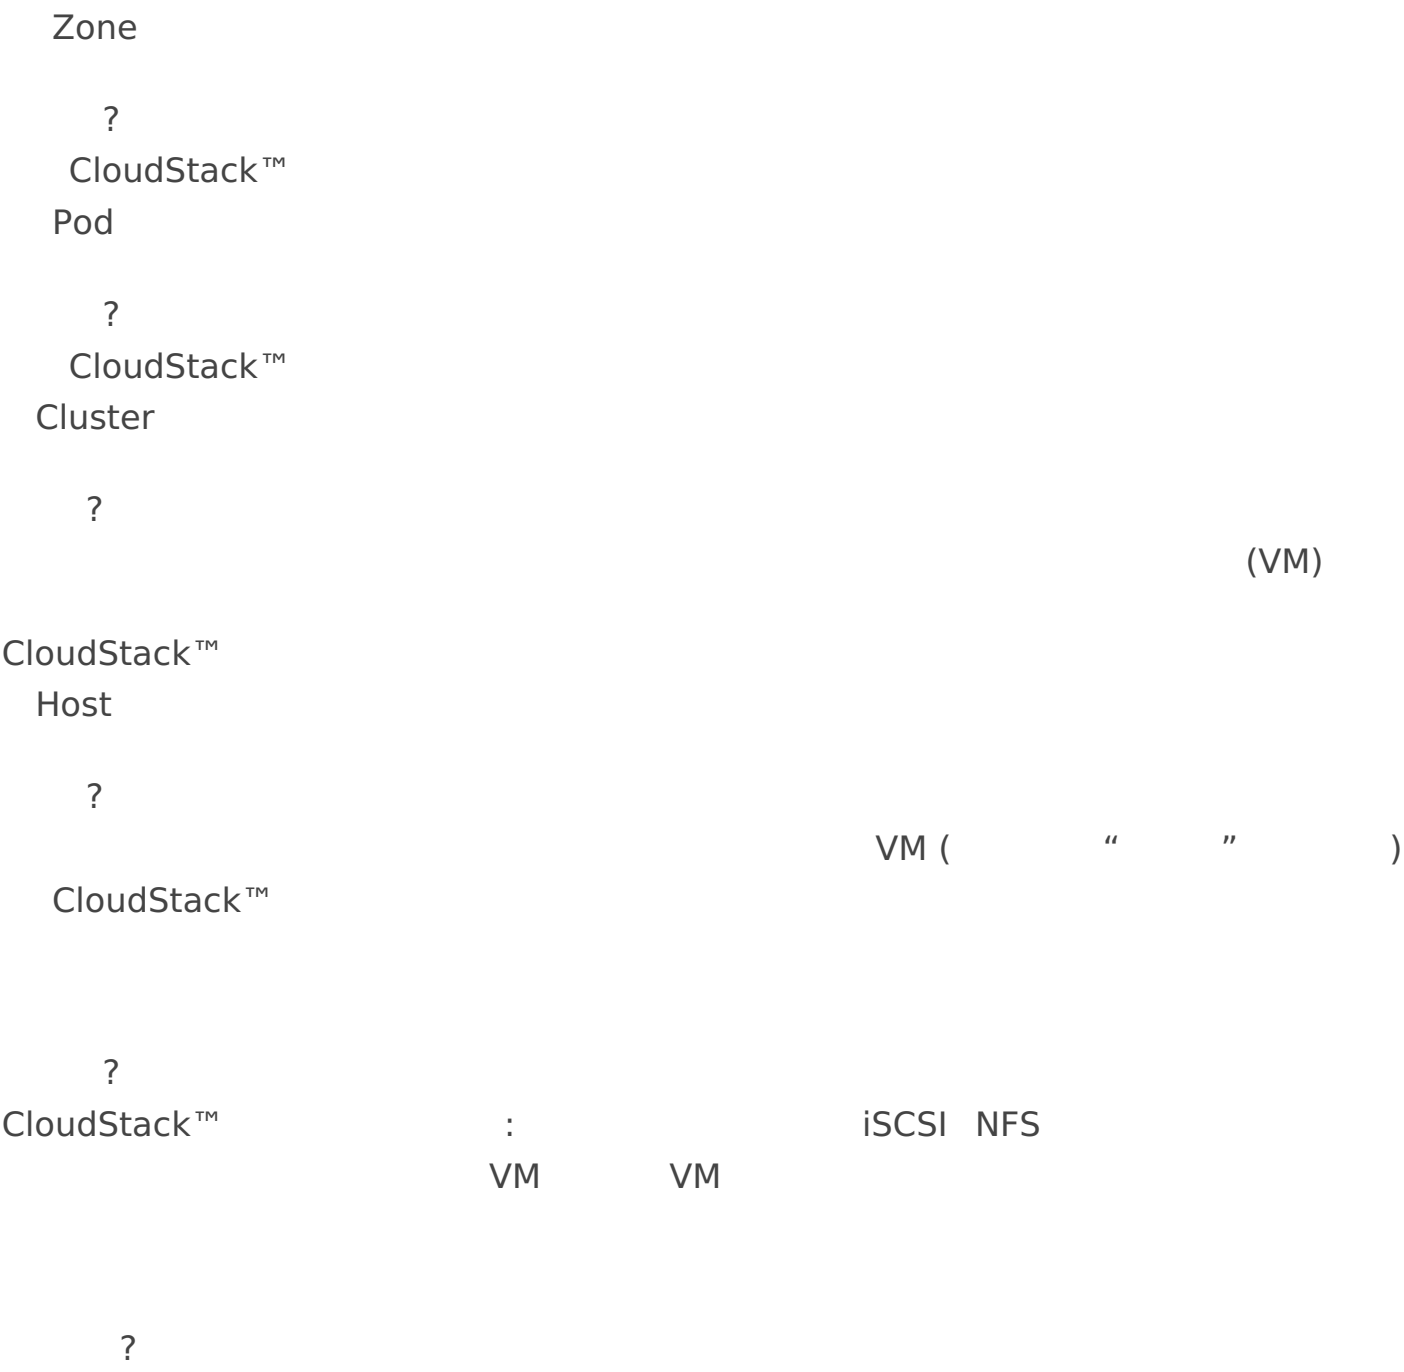 Zone
?
CloudStack™
Pod
?
CloudStack™
Cluster
?
(VM)
CloudStack™
Host
?
VM ( “ ” )
CloudStack™
?
CloudStack™ : iSCSI NFS
VM VM
?